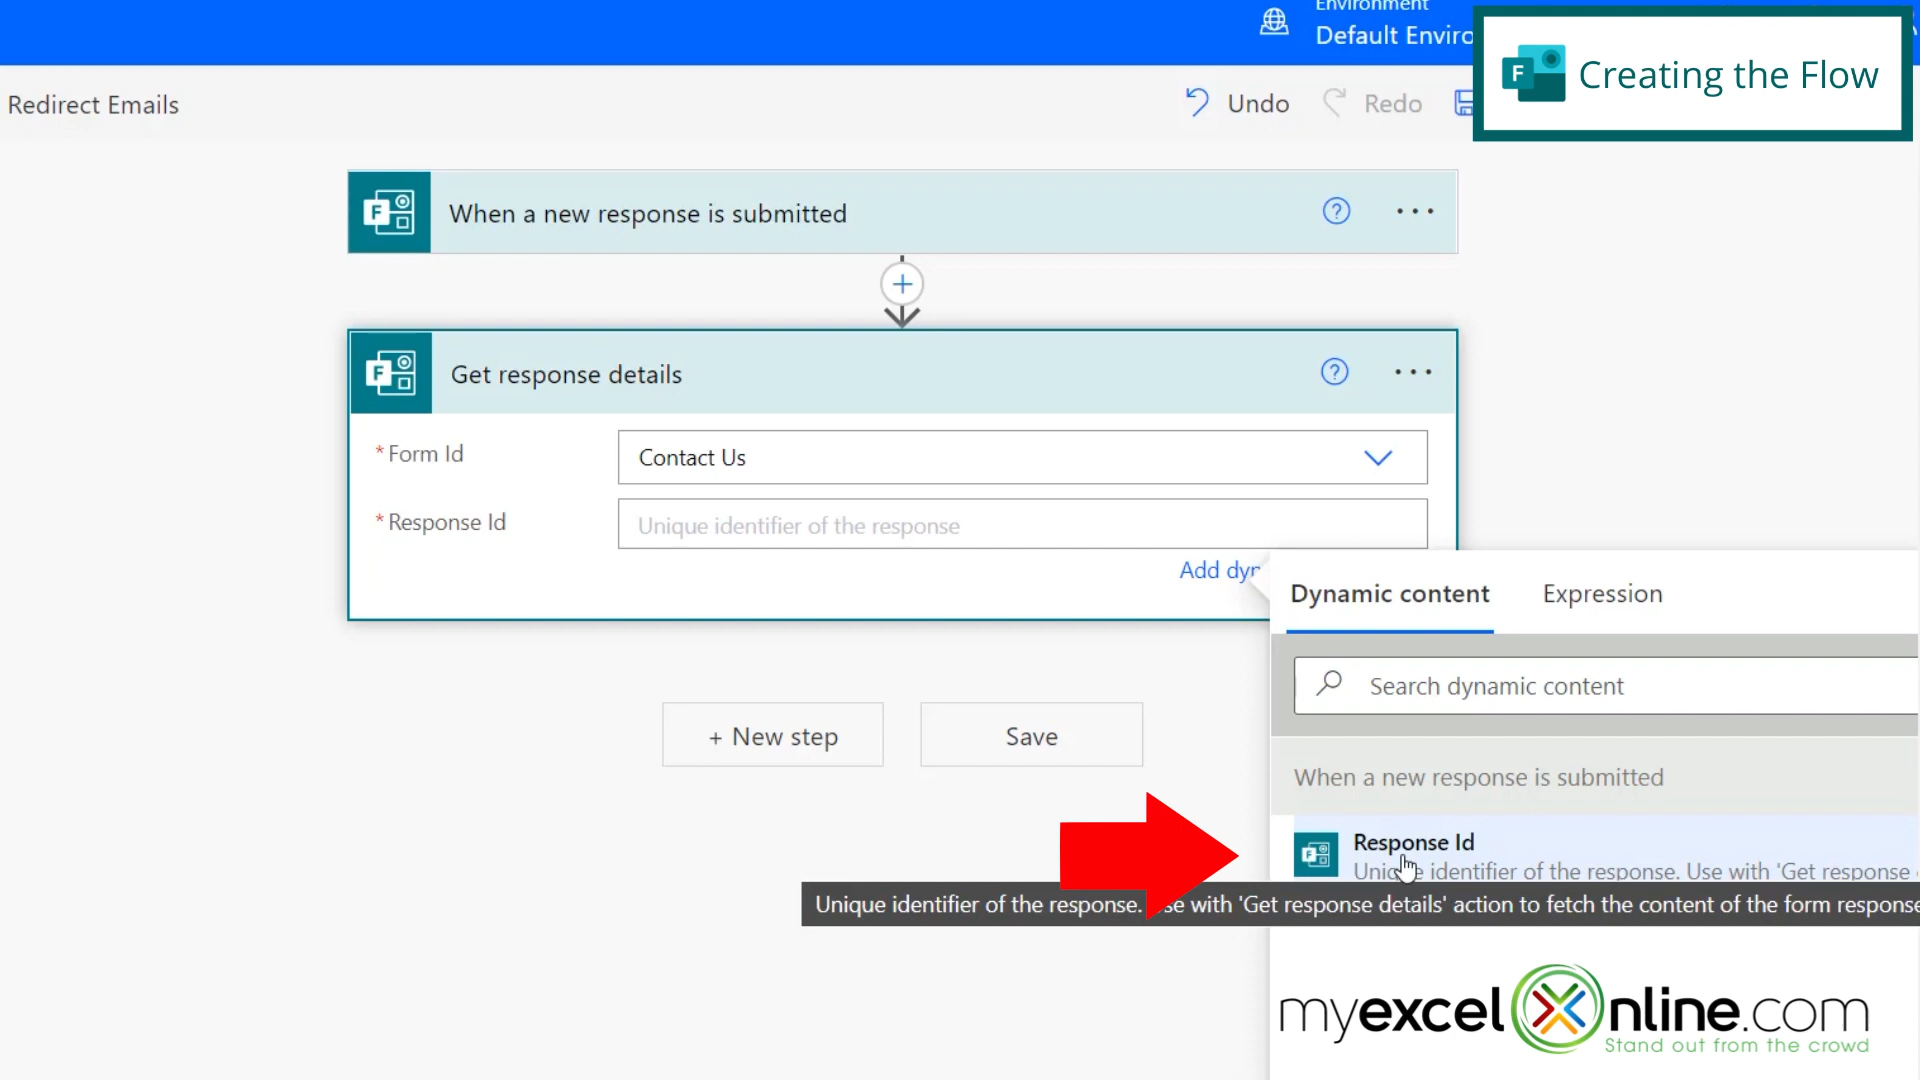 Environment
Default Enviro
F Creating the Flow
Redirect Emails
Undo
Redo
F
When a new response is submitted
?
F
Get response details
?
* Form Id
Contact Us
* Response Id
Unique identifier of the response
Add dyn
Dynamic content
Expression
Search dynamic content
+ New step
Save
When a new response is submitted
F
Response Id
Unique identifier of the response. Use with 'Get response
Unique identifier of the response. Use with 'Get response details' action to fetch the content of the form response
myexcelOnline.com
Stand out from the crowd